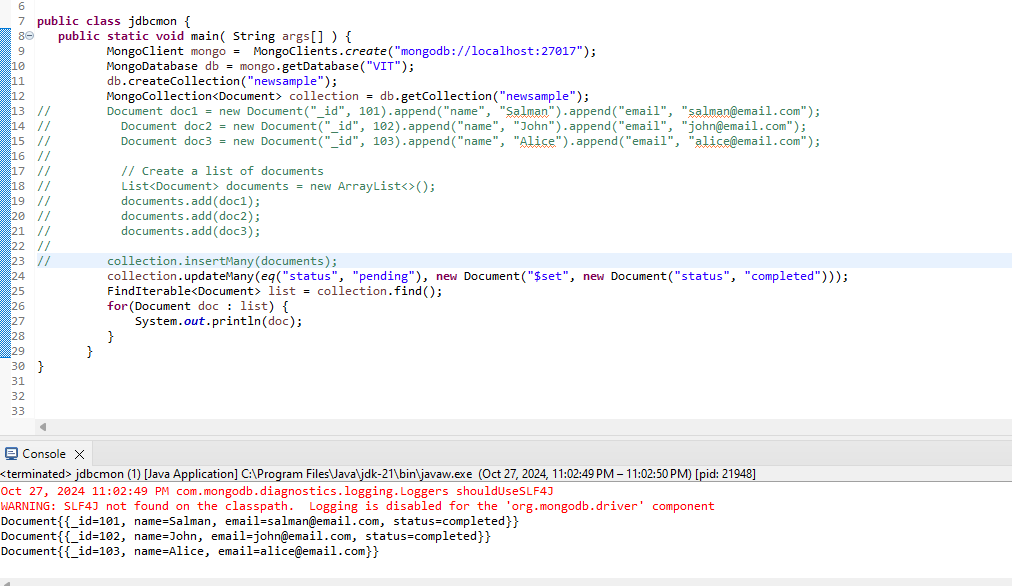 6
7 public class jdbcmon {
8 public static void main( String args[] ) {
9 MongoClient mongo = MongoClients.create("mongodb://localhost:27017");
10 MongoDatabase db = mongo.getDatabase("VIT");
11 db.createCollection("newsample");
12 MongoCollection<Document> collection = db.getCollection("newsample");
13 // Document doc1 = new Document("_id", 101).append("name", "Salman").append("email", "salman@email.com");
14 // Document doc2 = new Document("_id", 102).append("name", "John").append("email", "john@email.com");
15 // Document doc3 = new Document("_id", 103).append("name", "Alice").append("email", "alice@email.com");
16 //
17 // // Create a list of documents
18 // List<Document> documents = new ArrayList<>();
19 // documents.add(doc1);
20 // documents.add(doc2);
21 // documents.add(doc3);
22 //
23 // collection.insertMany(documents);
24 collection.updateMany(eq("status", "pending"), new Document("$set", new Document("status", "completed")));
25 FindIterable<Document> list = collection.find();
26 for(Document doc : list) {
27 System.out.println(doc);
28 }
29 }
30 }
31
32
33
Console
<terminated> jdbcmon (1) [Java Application] C:\Program Files\Java\jdk-21\bin\javaw.exe (Oct 27, 2024, 11:02:49 PM – 11:02:50 PM) [pid: 21948]
Oct 27, 2024 11:02:49 PM com.mongodb.diagnostics.logging.Loggers shouldUseSLF4J
WARNING: SLF4J not found on the classpath. Logging is disabled for the 'org.mongodb.driver' component
Document{{_id=101, name=Salman, email=salman@email.com, status=completed}}
Document{{_id=102, name=John, email=john@email.com, status=completed}}
Document{{_id=103, name=Alice, email=alice@email.com}}